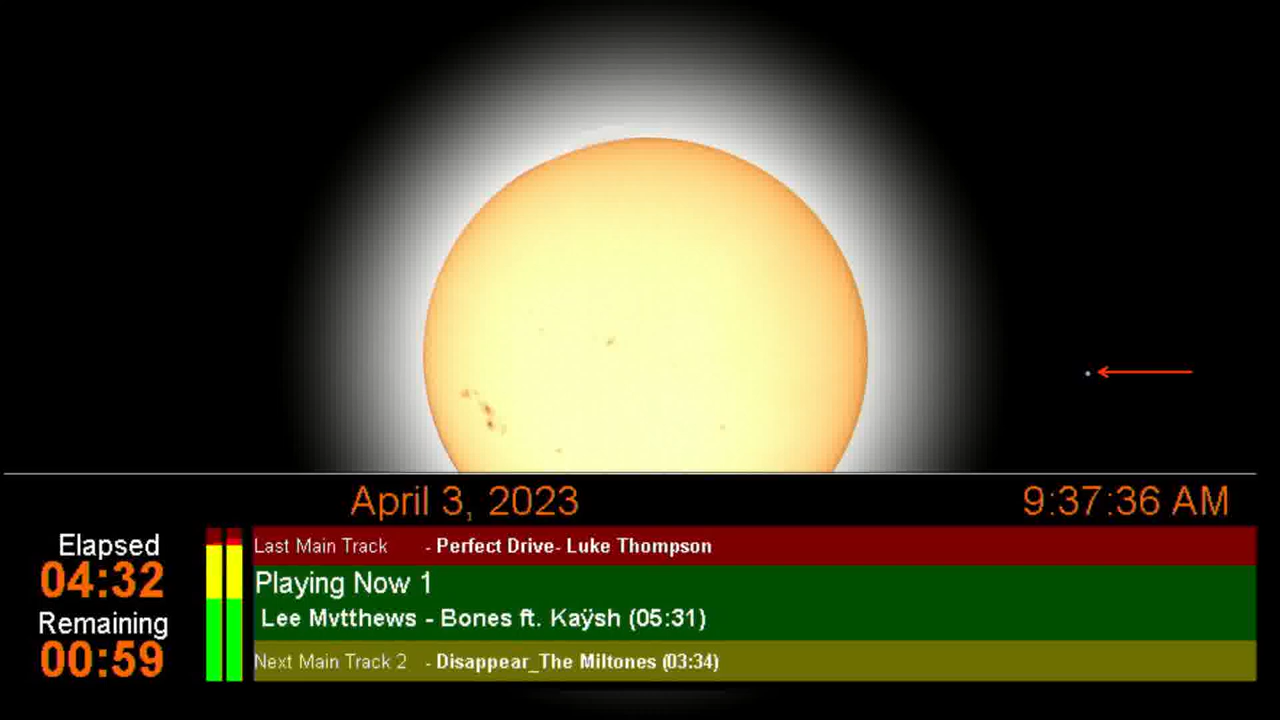 April 3, 2023 9:37:36 AM
Elapsed
04:32
Remaining
00:59
Last Main Track - Perfect Drive- Luke Thompson
Playing Now 1
Lee Mvtthews - Bones ft. Kaÿsh (05:31)
Next Main Track 2 - Disappear_The Miltones (03:34)